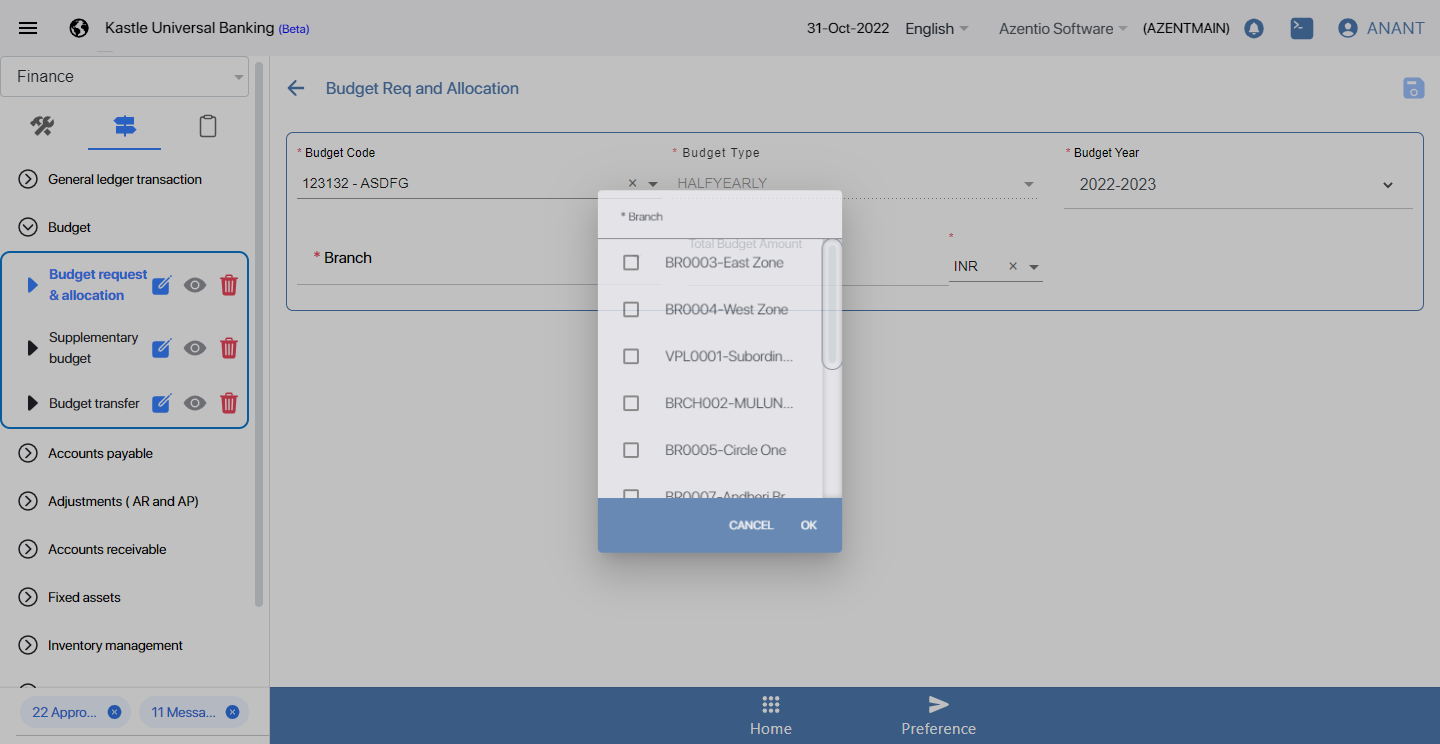 Kastle Universal Banking (Beta)
31-Oct-2022
English
Azentio Software
(AZENTMAIN)
ANANT
Finance
General ledger transaction
Budget
Budget request
& allocation
Supplementary
budget
Budget transfer
Accounts payable
Adjustments ( AR and AP)
Accounts receivable
Fixed assets
Inventory management
22 Appro...
11 Messa...
Budget Req and Allocation
* Budget Code
123132 - ASDFG
* Budget Type
HALFYEARLY
* Budget Year
2022-2023
* Branch
Total Budget Amount
*
INR
* Branch
BR0003-East Zone
BR0004-West Zone
VPL0001-Subordin...
BRCH002-MULUN...
BR0005-Circle One
BR0007-Andheri Br
CANCEL
OK
Home
Preference